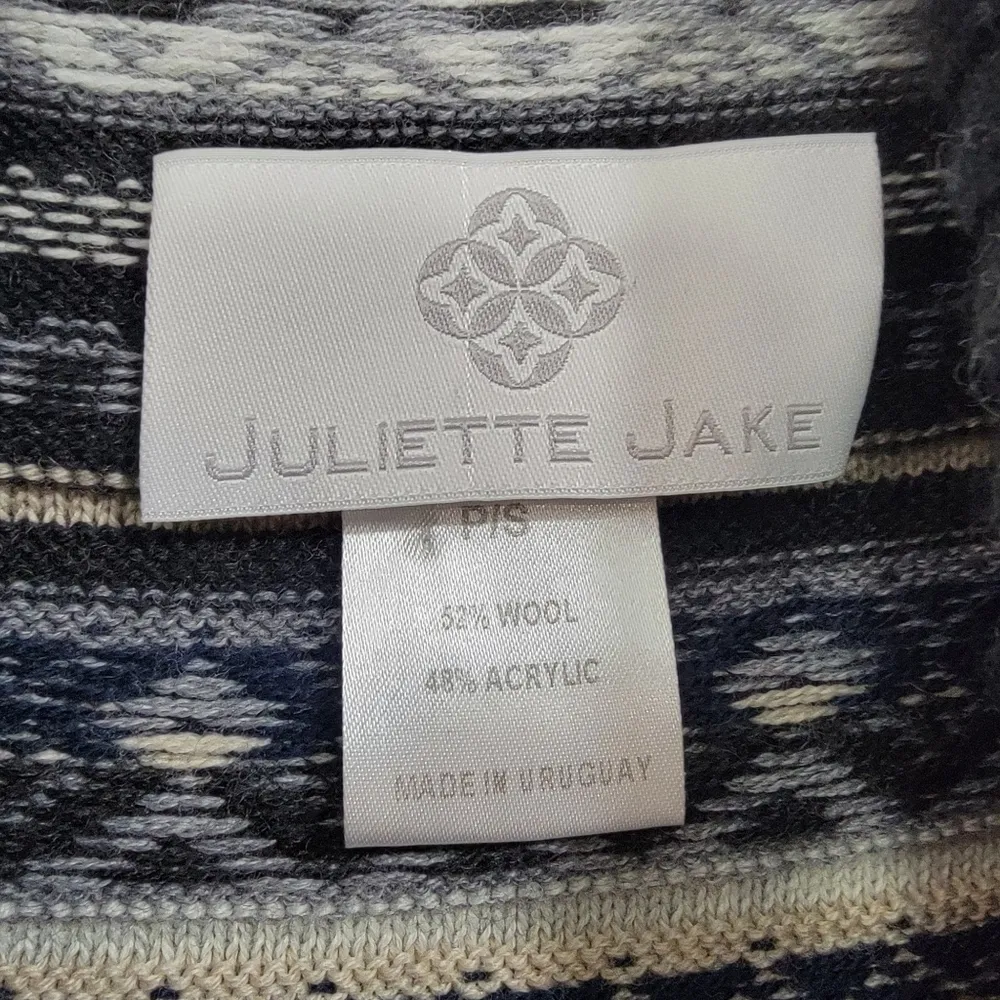 JULIETTE JAKE
P/S
52% WOOL
48% ACRYLIC
MADE IN URUGUAY